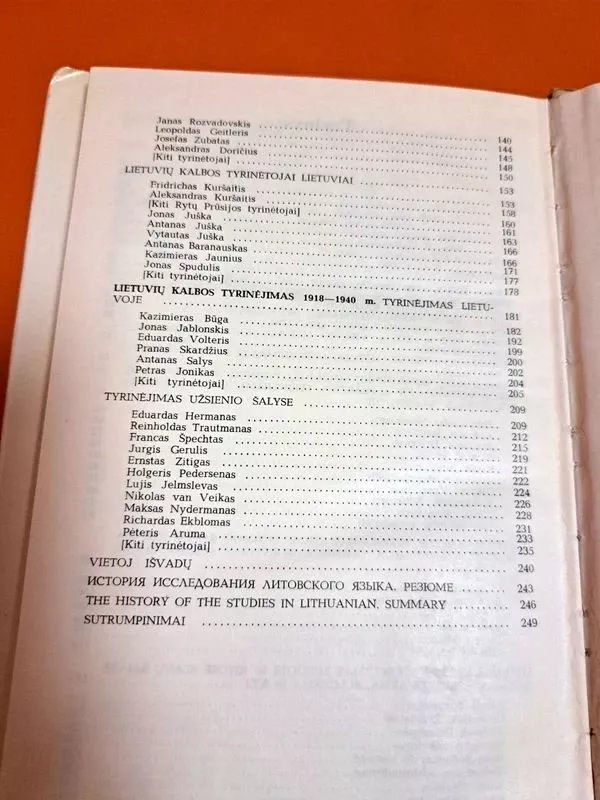 Janas Rozvadovskis 140
Leopoldas Geitleris 144
Josefas Zubatas 145
Aleksandras Doričius 148
[Kiti tyrinėtojai] 150
LIETUVIŲ KALBOS TYRINĖTOJAI LIETUVIAI 153
Fridrichas Kuršaitis 153
Aleksandras Kuršaitis 158
[Kiti Rytų Prūsijos tyrinėtojai] 160
Jonas Juška 161
Antanas Juška 163
Vytautas Juška 166
Antanas Baranauskas 166
Kazimieras Jaunius 171
Jonas Spudulis 177
[Kiti tyrinėtojai] 178
LIETUVIŲ KALBOS TYRINĖJIMAS 1918—1940 m. TYRINĖJIMAS LIETU-
VOJE 181
Kazimieras Būga 182
Jonas Jablonskis 192
Eduardas Volteris 199
Pranas Skardžius 200
Antanas Salys 202
Petras Jonikas 204
[Kiti tyrinėtojai] 205
TYRINĖJIMAS UŽSIENIO ŠALYSE 209
Eduardas Hermanas 209
Reinholdas Trautmanas 212
Francas Špechtas 215
Jurgis Gerulis 219
Ernstas Zitigas 221
Holgeris Pedersenas 222
Lujis Jelmslevas 224
Nikolas van Veikas 226
Maksas Nydermanas 228
Richardas Ekblomas 231
Pėteris Aruma 233
[Kiti tyrinėtojai] 235
VIETOJ IŠVADŲ 240
ИСТОРИЯ ИССЛЕДОВАНИЯ ЛИТОВСКОГО ЯЗЫКА. РЕЗЮМЕ 243
THE HISTORY OF THE STUDIES IN LITHUANIAN. SUMMARY 246
SUTRUMPINIMAI 249